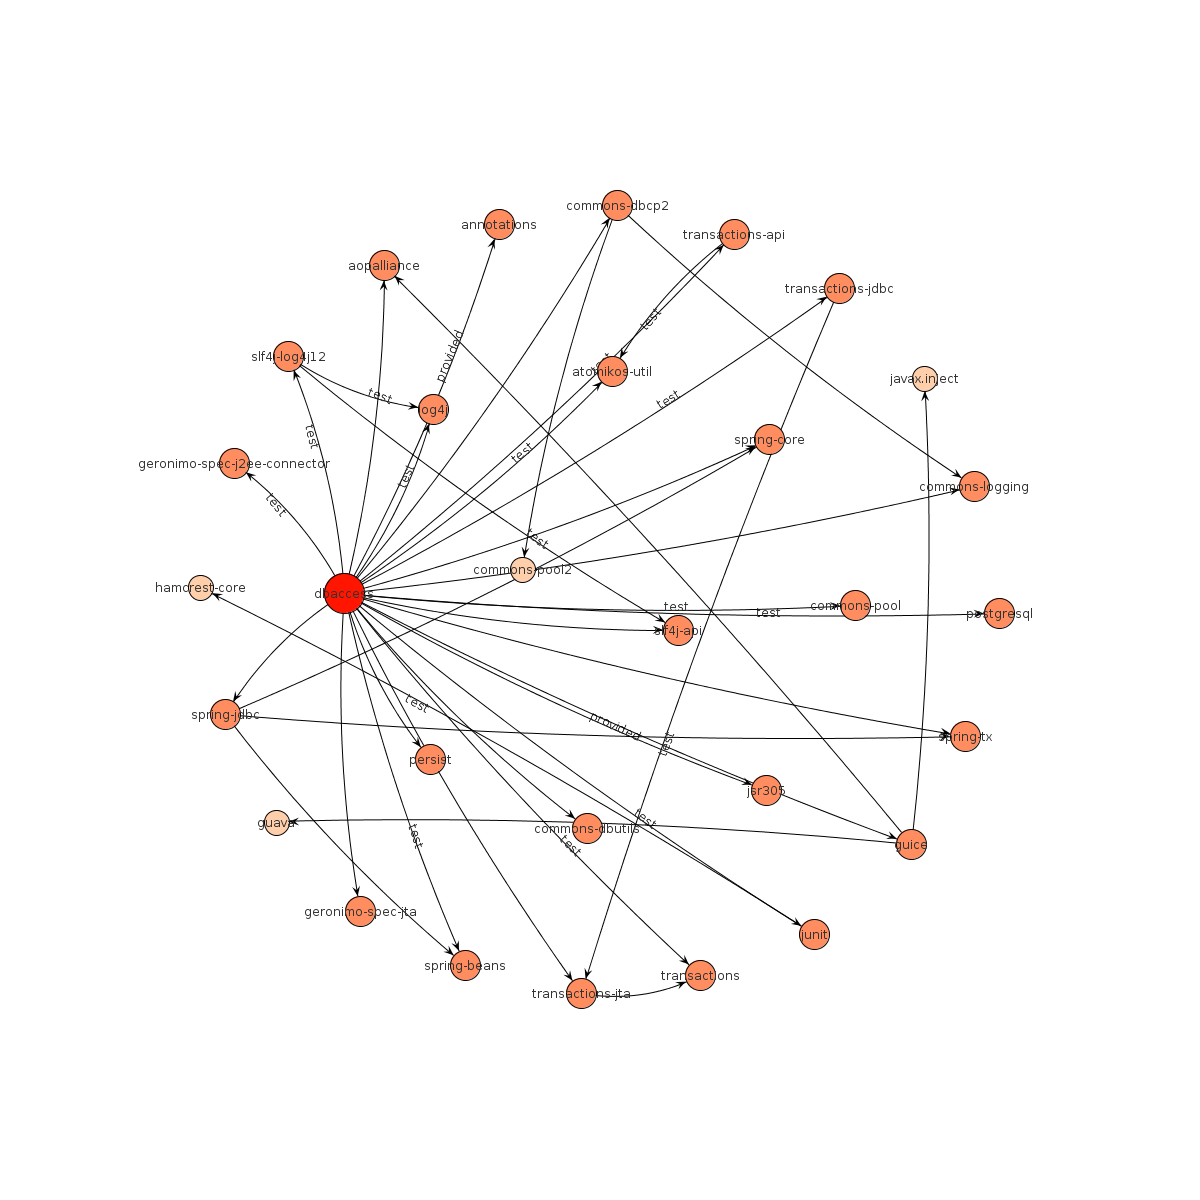 commons-dbcp2
annotations
transactions-api
aopalliance
transactions-jdbc
test
slf4j-log4j12
provided
atomikos-util
javax.inject
test
log4j
test
test
spring-core
test
geronimo-spec-j2ee-connector
test
commons-logging
test
test
commons-pool2
hamcrest-core
dbaccess
test
commons-pool
test
postgresql
slf4j-api
test
spring-jdbc
provided
spring-tx
test
persist
jsr305
guava
test
commons-dbutils
test
test
guice
geronimo-spec-jta
junit
spring-beans
transactions
transactions-jta